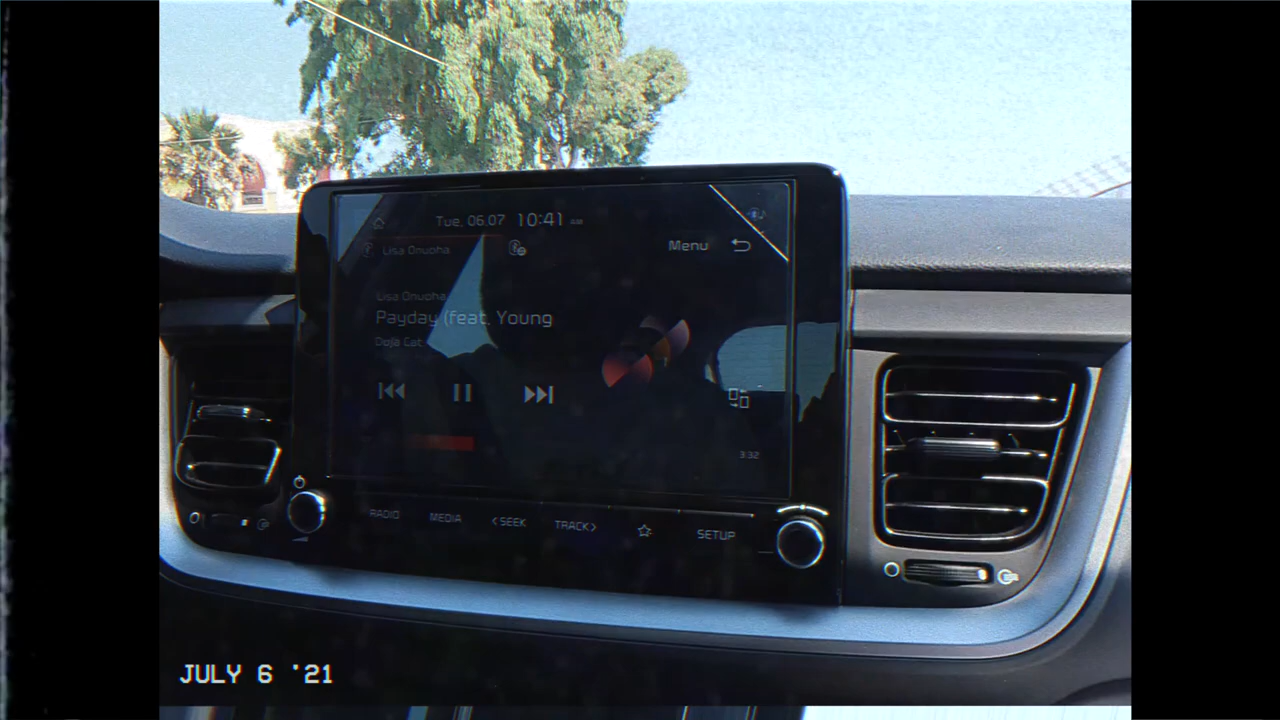 Tue, 06.07 10:41 AM
Lisa Onuoha
Menu
Lisa Onuoha
Payday (feat. Young
Doja Cat,
3:32
RADIO MEDIA <SEEK TRACK> SETUP
JULY 6 '21